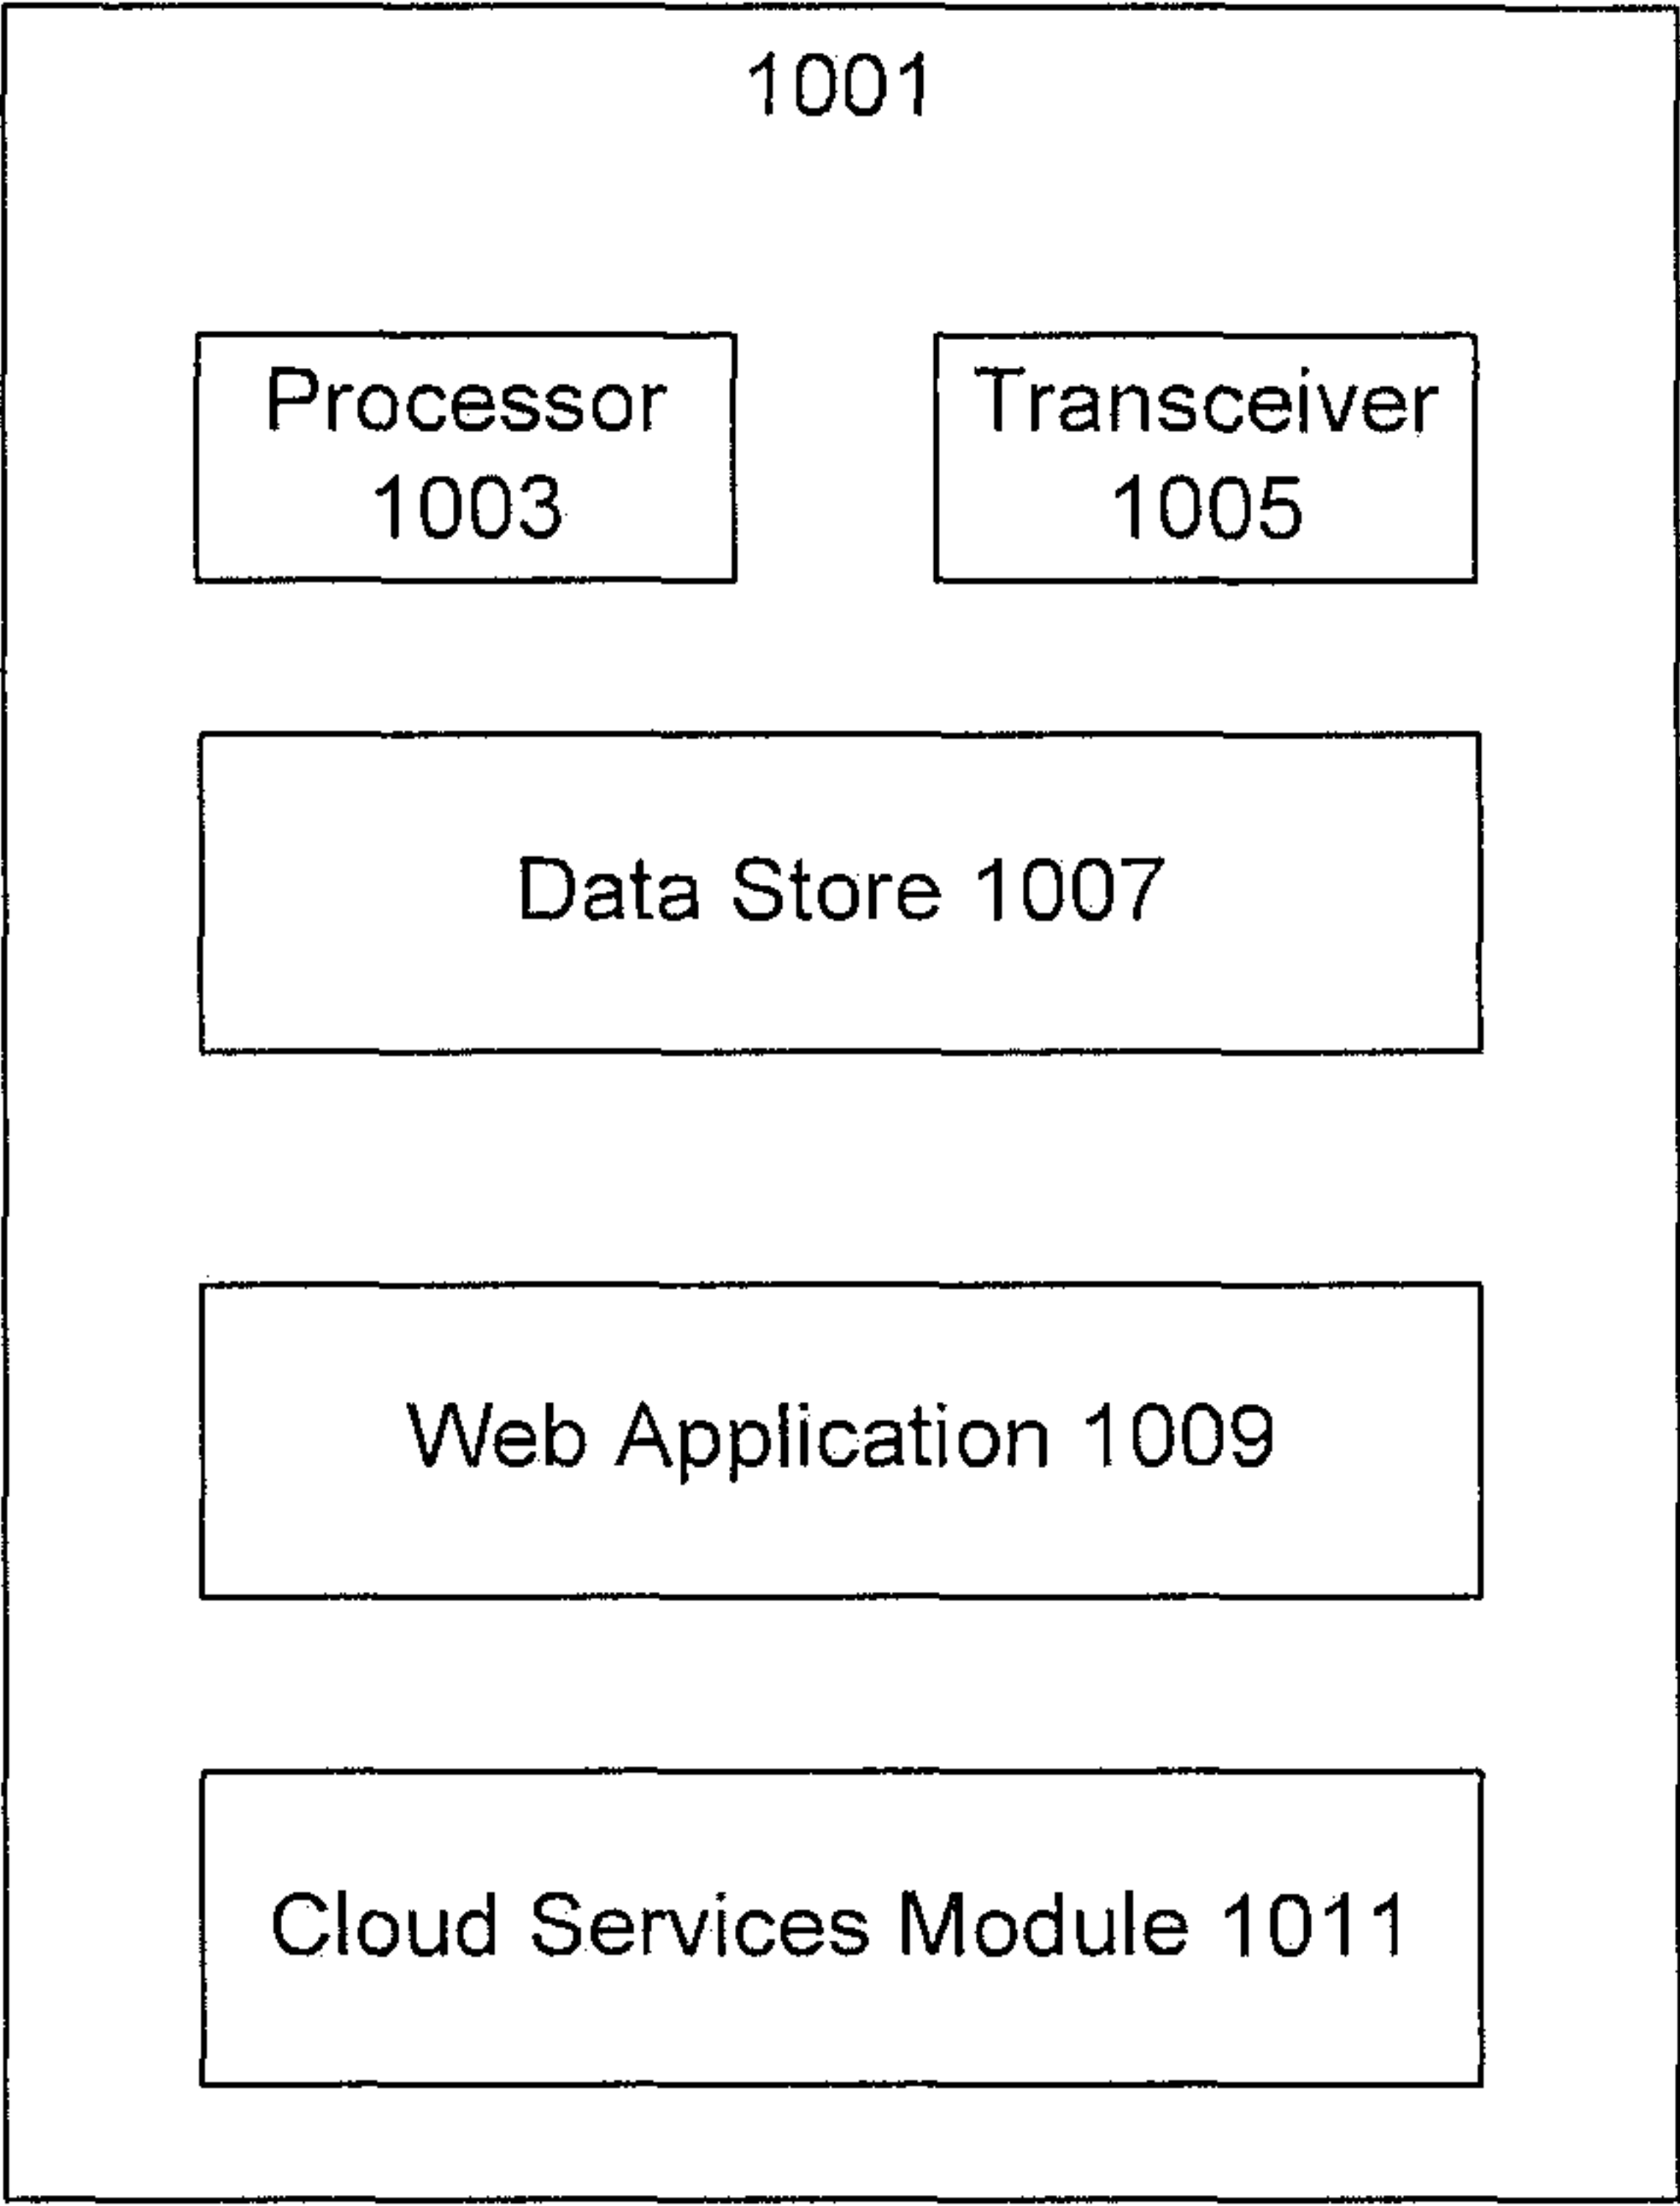 1001
Processor
1003
Transceiver
1005
Data Store 1007
Web Application 1009
Cloud Services Module 1011